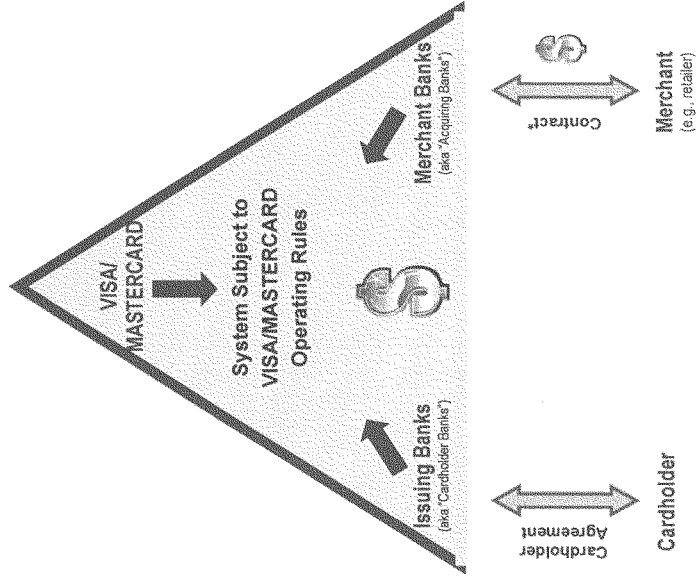 VISA/
MASTERCARD
System Subject to
VISA/MASTERCARD
Operating Rules
$
Issuing Banks
(aka "Cardholder Banks")
Merchant Banks
(aka "Acquiring Banks")
Cardholder
Agreement
Contract*
$
Cardholder
Merchant
(e.g., retailer)